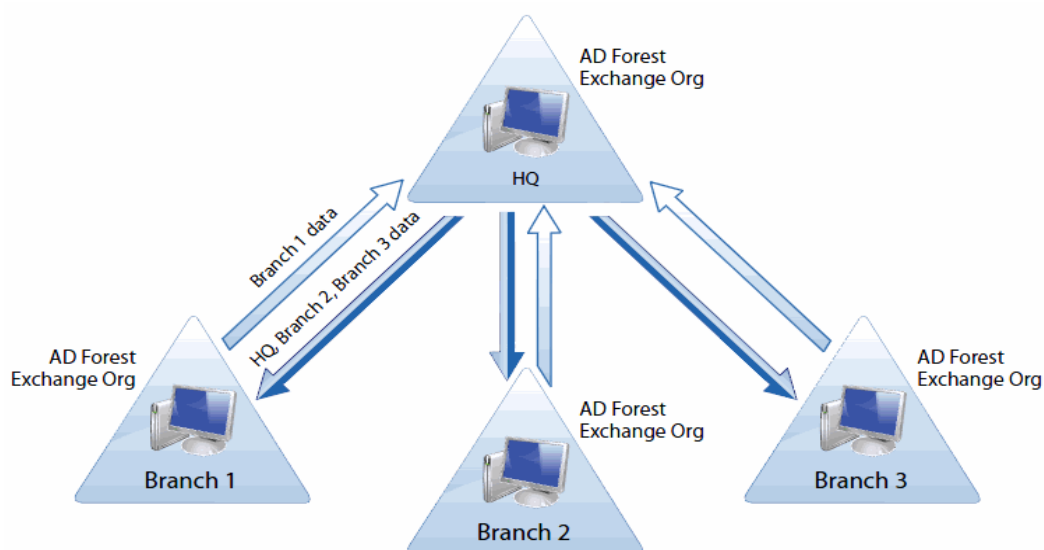 AD Forest
Exchange Org
HQ
Branch 1 data
HQ, Branch 2, Branch 3 data
AD Forest
Exchange Org
Branch 1
AD Forest
Exchange Org
Branch 2
AD Forest
Exchange Org
Branch 3